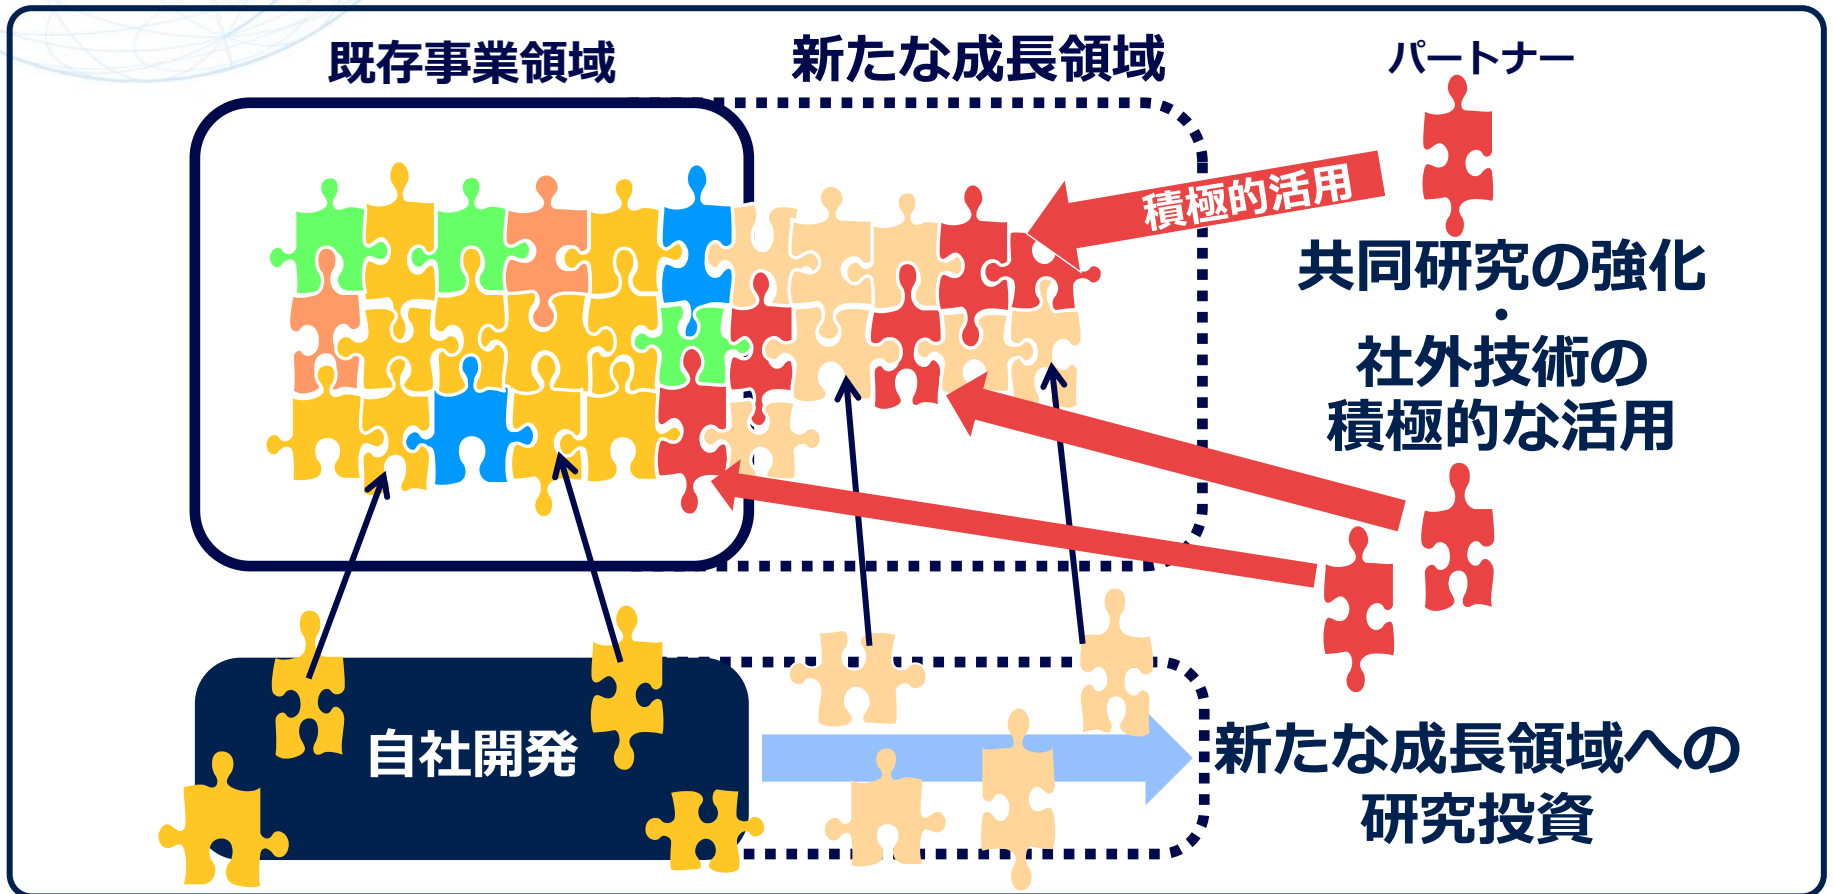 既存事業領域
新たな成長領域
パートナー
積極的活用
共同研究の強化
・
社外技術の
積極的な活用
自社開発
新たな成長領域への
研究投資